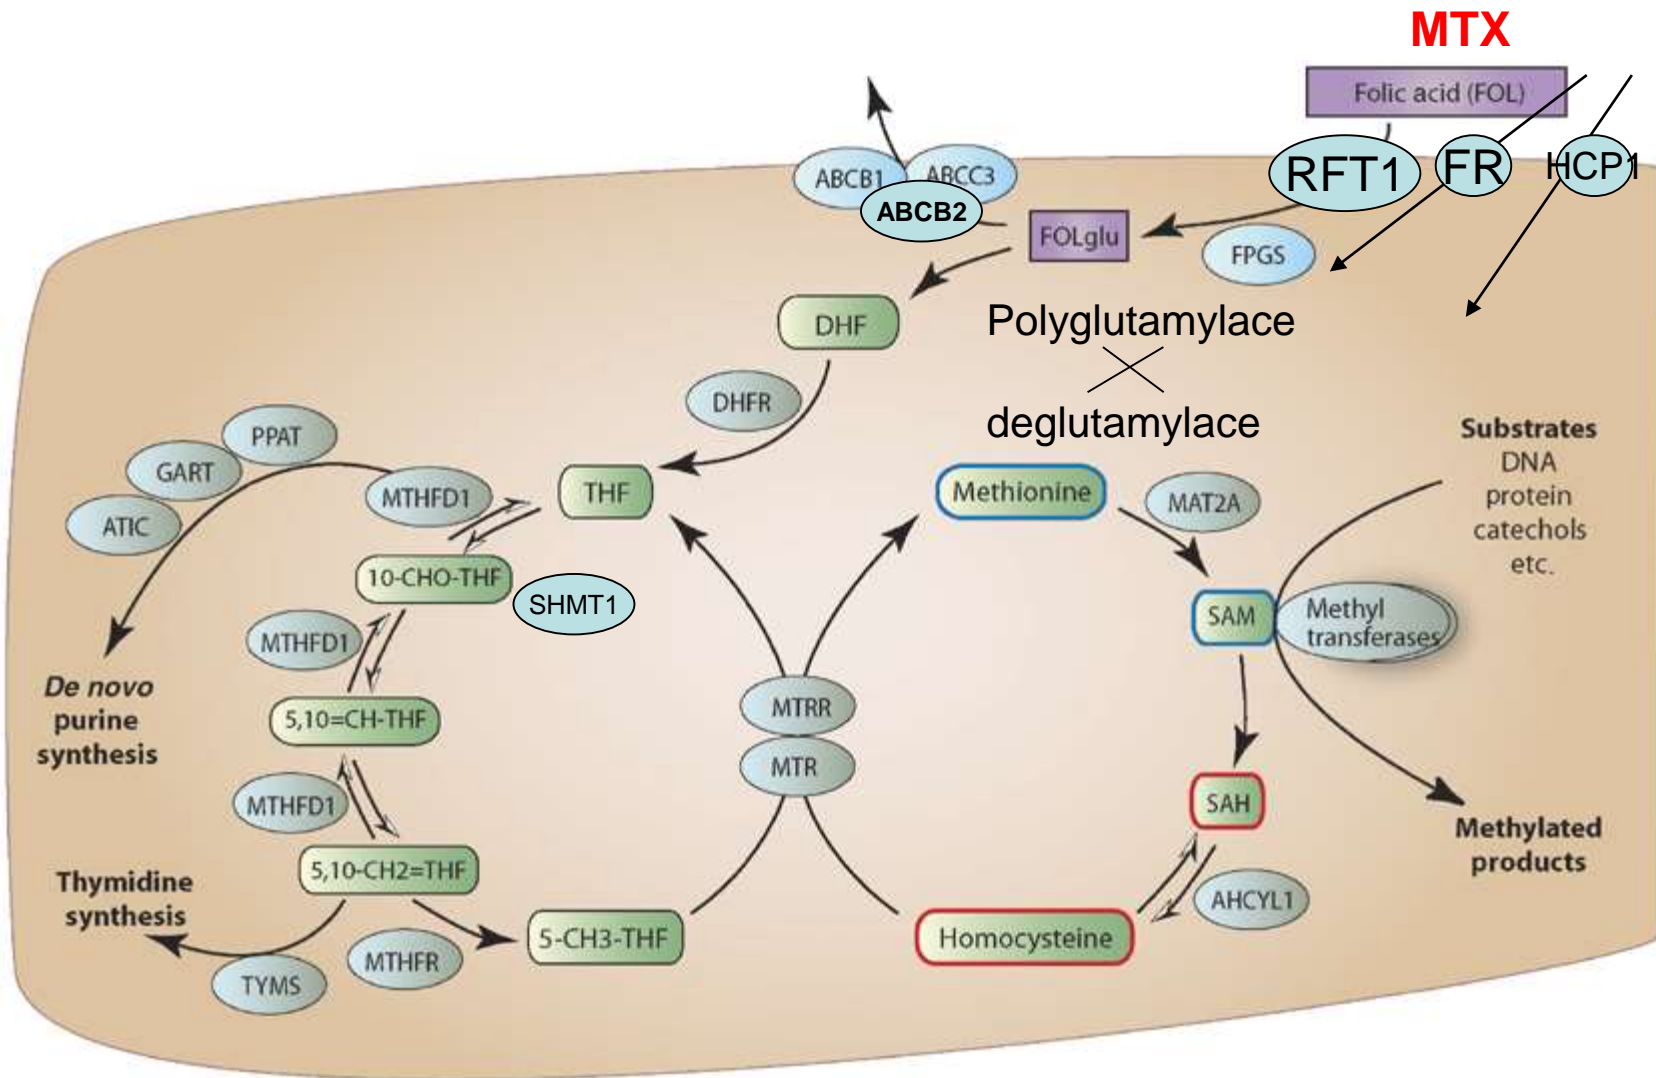 MTX
Folic acid (FOL)
RFT1
FR
HCP1
ABCB1
ABCC3
ABCB2
FOLglu
FPGS
DHF
Polyglutamylace
deglutamylace
DHFR
PPAT
GART
ATIC
MTHFD1
THF
Methionine
MAT2A
Substrates
DNA
protein
catechols
etc.
10-CHO-THF
SHMT1
SAM
Methyl
transferases
MTHFD1
De novo
purine
synthesis
5,10=CH-THF
MTRR
MTR
MTHFD1
SAH
Methylated
products
5,10-CH2=THF
Thymidine
synthesis
AHCYL1
5-CH3-THF
Homocysteine
MTHFR
TYMS